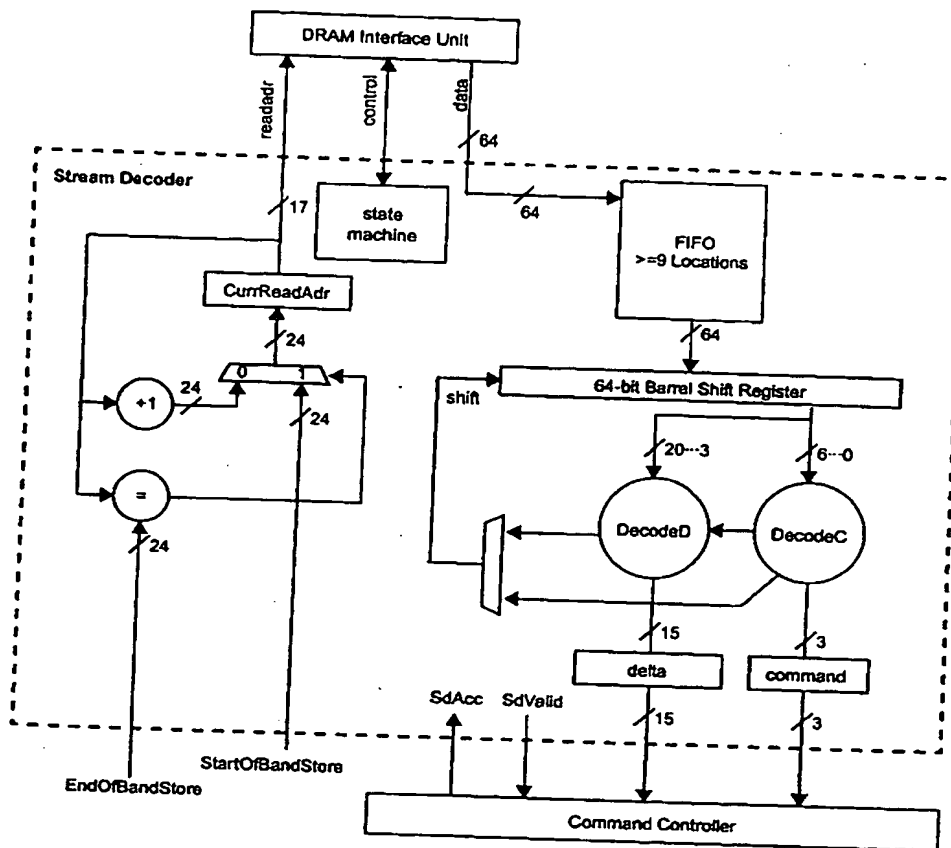 DRAM Interface Unit
readadr
control
data
64
Stream Decoder
17
state
machine
64
FIFO
>=9 Locations
CurrReadAdr
24
64
0 1
64-bit Barrel Shift Register
shift
+1
24
24
20---3
6---0
=
DecodeD
DecodeC
24
15
3
delta
command
SdAcc
SdValid
15
3
StartOfBandStore
EndOfBandStore
Command Controller